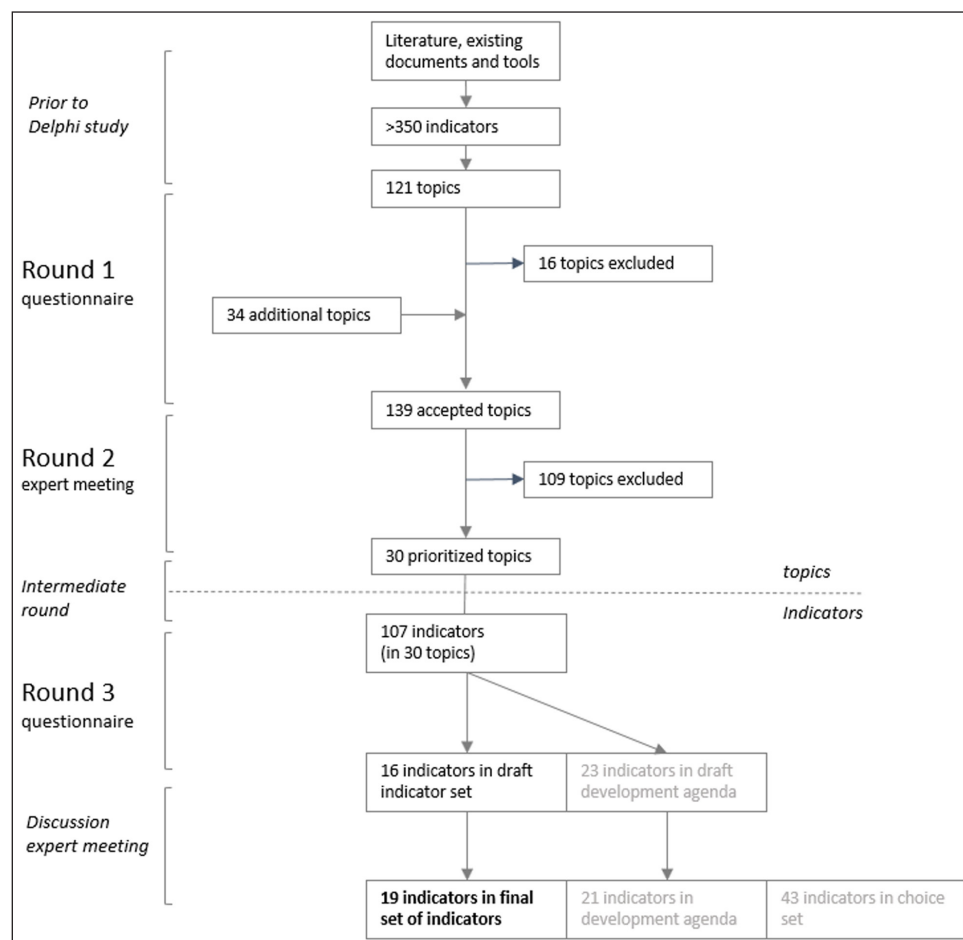 Literature, existing
documents and tools
Prior to
Delphi study
>350 indicators
121 topics
Round 1
questionnaire
16 topics excluded
34 additional topics
139 accepted topics
Round 2
expert meeting
109 topics excluded
30 prioritized topics
Intermediate
round
topics
Indicators
107 indicators
(in 30 topics)
Round 3
questionnaire
16 indicators in draft
indicator set
23 indicators in draft
development agenda
Discussion
expert meeting
19 indicators in final
set of indicators
21 indicators in
development agenda
43 indicators in choice
set